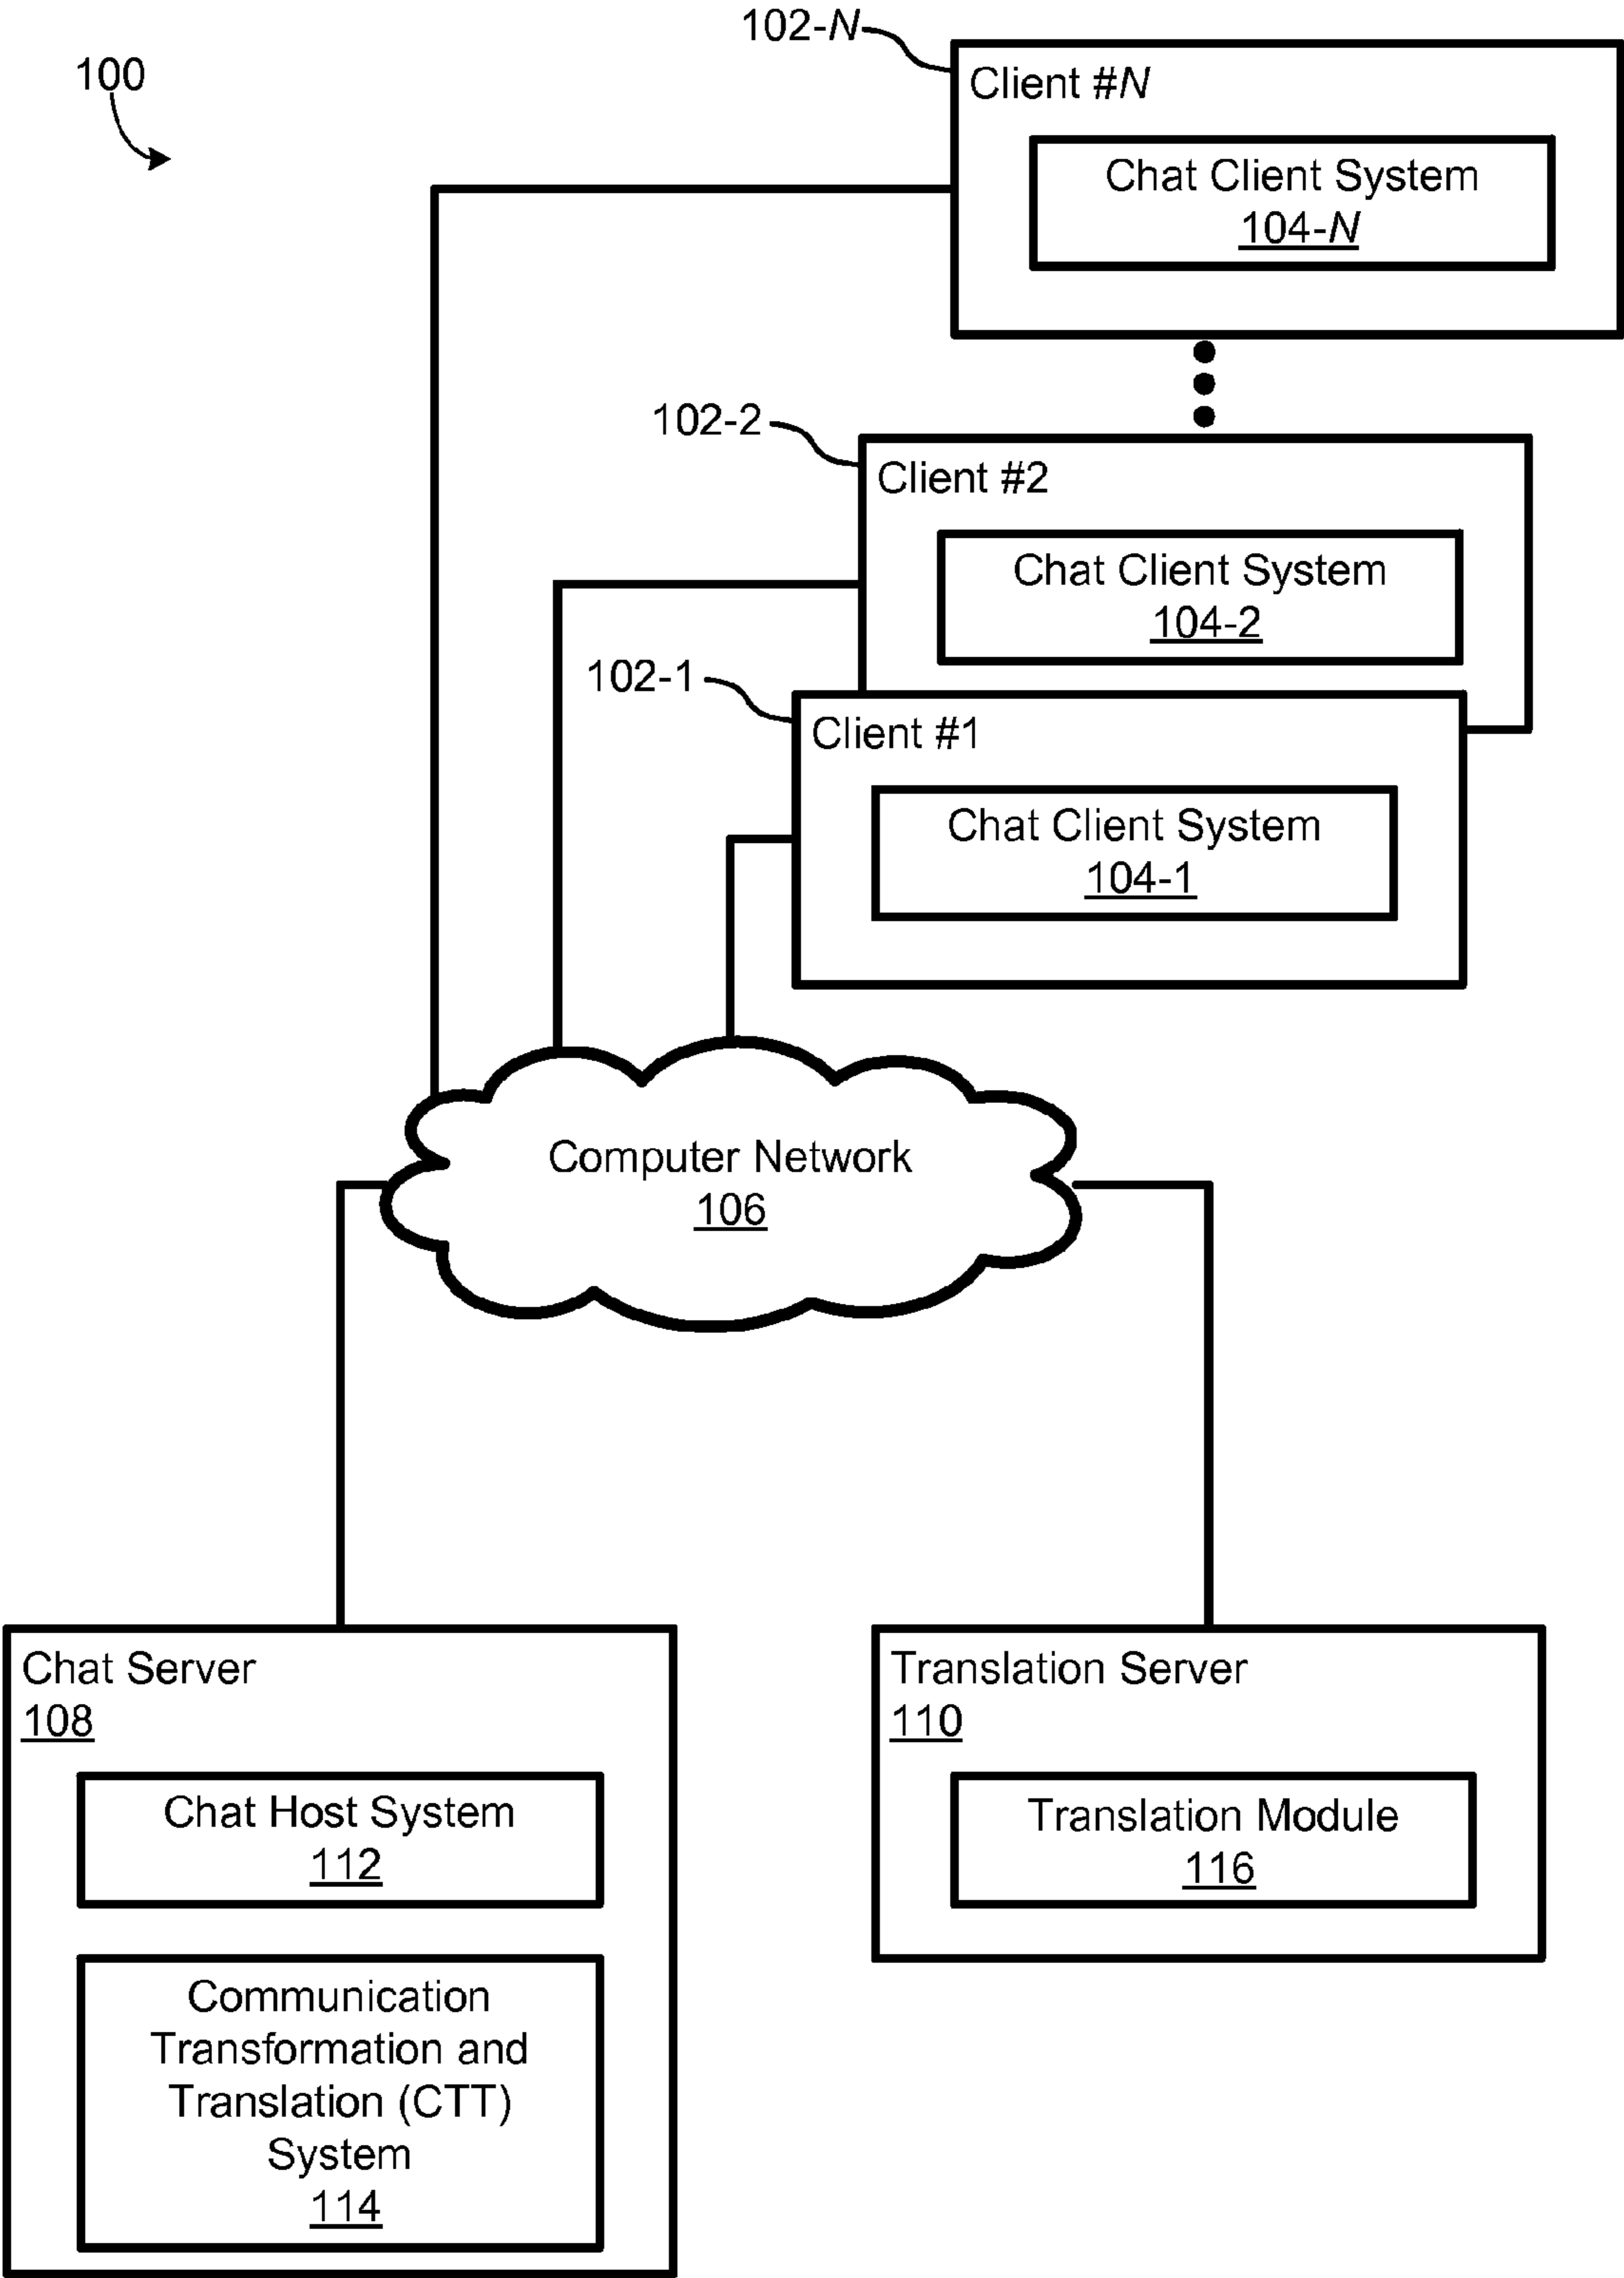 102-N
100
Client #N
Chat Client System
104-N
102-2
Client #2
Chat Client System
104-2
102-1
Client #1
Chat Client System
104-1
Computer Network
106
Chat Server
108
Chat Host System
112
Communication
Transformation and
Translation (CTT)
System
114
Translation Server
110
Translation Module
116